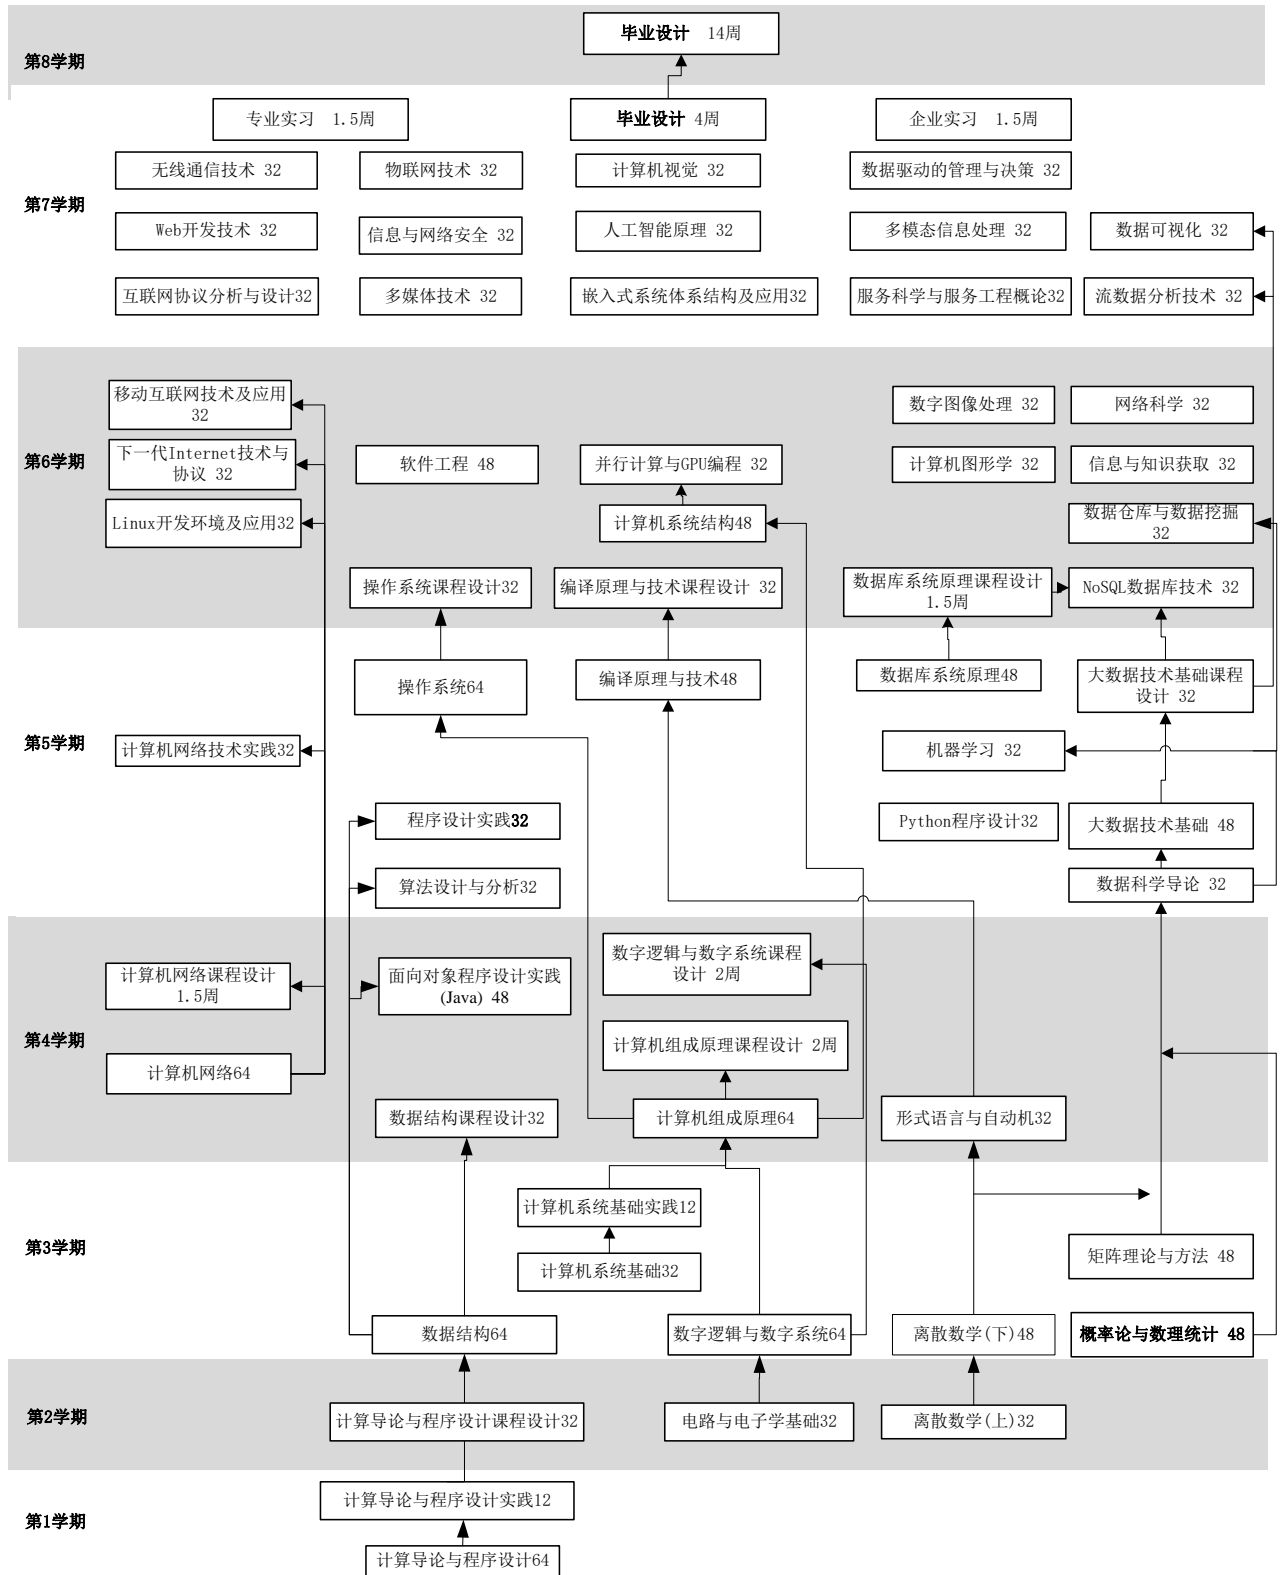 毕业设计 14周
第8学期
专业实习 1.5周
毕业设计 4周
企业实习 1.5周
无线通信技术 32
物联网技术 32
计算机视觉 32
数据驱动的管理与决策 32
第7学期
Web开发技术 32
信息与网络安全 32
人工智能原理 32
多模态信息处理 32
数据可视化 32
互联网协议分析与设计32
多媒体技术 32
嵌入式系统体系结构及应用32
服务科学与服务工程概论32
流数据分析技术 32
移动互联网技术及应用
32
数字图像处理 32
网络科学 32
第6学期
下一代Internet技术与
协议 32
软件工程 48
并行计算与GPU编程 32
计算机图形学 32
信息与知识获取 32
Linux开发环境及应用32
计算机系统结构48
数据仓库与数据挖掘
32
操作系统课程设计32
编译原理与技术课程设计 32
数据库系统原理课程设计
1.5周
NoSQL数据库技术 32
操作系统64
编译原理与技术48
数据库系统原理48
大数据技术基础课程
设计 32
第5学期
计算机网络技术实践32
机器学习 32
程序设计实践32
Python程序设计32
大数据技术基础 48
算法设计与分析32
数据科学导论 32
计算机网络课程设计
1.5周
面向对象程序设计实践
(Java) 48
数字逻辑与数字系统课程
设计 2周
第4学期
计算机组成原理课程设计 2周
计算机网络64
数据结构课程设计32
计算机组成原理64
形式语言与自动机32
计算机系统基础实践12
第3学期
计算机系统基础32
矩阵理论与方法 48
数据结构64
数字逻辑与数字系统64
离散数学(下)48
概率论与数理统计 48
第2学期
计算导论与程序设计课程设计32
电路与电子学基础32
离散数学(上)32
计算导论与程序设计实践12
第1学期
计算导论与程序设计64